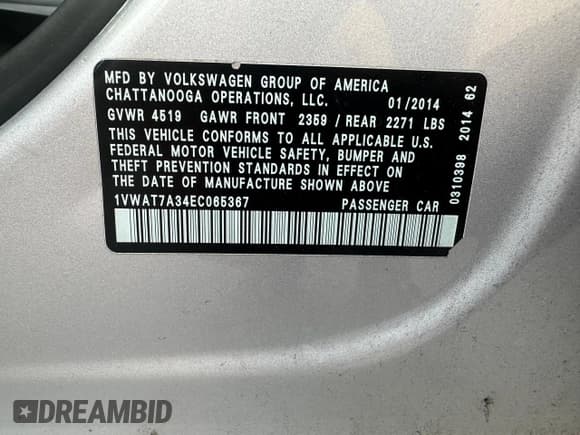 MFD BY VOLKSWAGEN GROUP OF AMERICA
CHATTANOOGA OPERATIONS, LLC. 01/2014
GVWR 4519 GAWR FRONT 2359 / REAR 2271 LBS
THIS VEHICLE CONFORMS TO ALL APPLICABLE U.S.
FEDERAL MOTOR VEHICLE SAFETY, BUMPER AND
THEFT PREVENTION STANDARDS IN EFFECT ON
THE DATE OF MANUFACTURE SHOWN ABOVE
1VWAT7A34EC065367 PASSENGER CAR
0310398 2014 62
DREAMBID